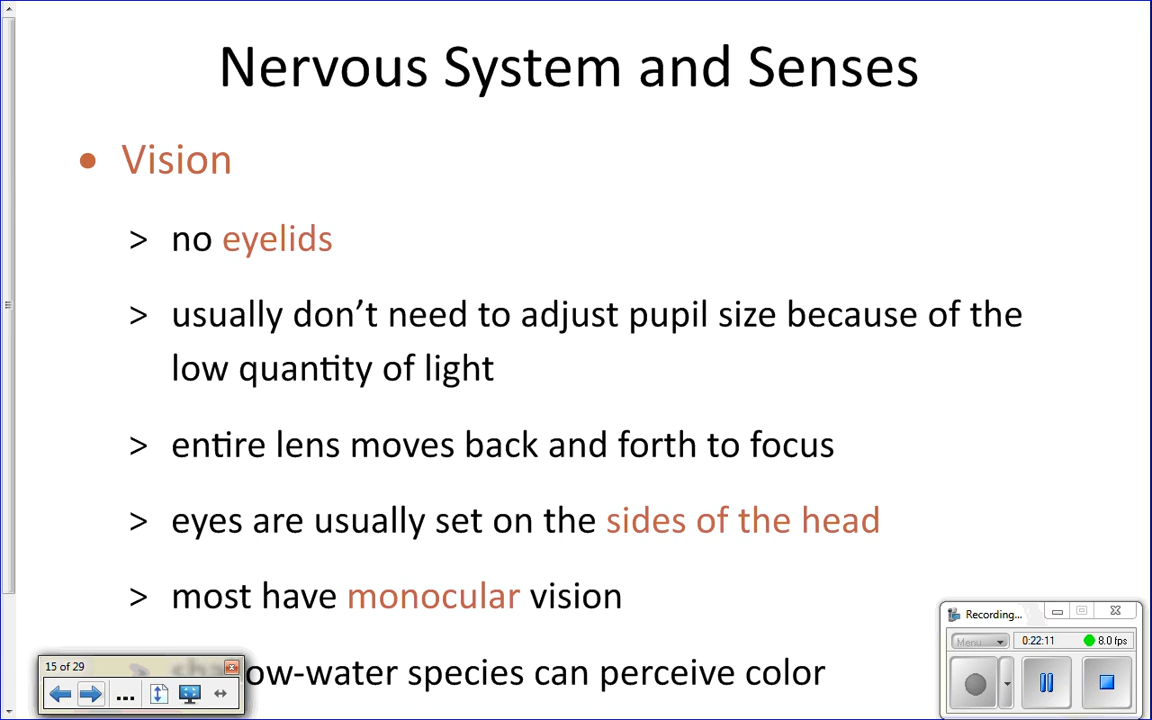 Nervous System and Senses
• Vision
> no eyelids
> usually don’t need to adjust pupil size because of the
low quantity of light
> entire lens moves back and forth to focus
> eyes are usually set on the sides of the head
> most have monocular vision
> shallow-water species can perceive color
15 of 29
...
Recording...
Menu
0:22:11
8.0 fps